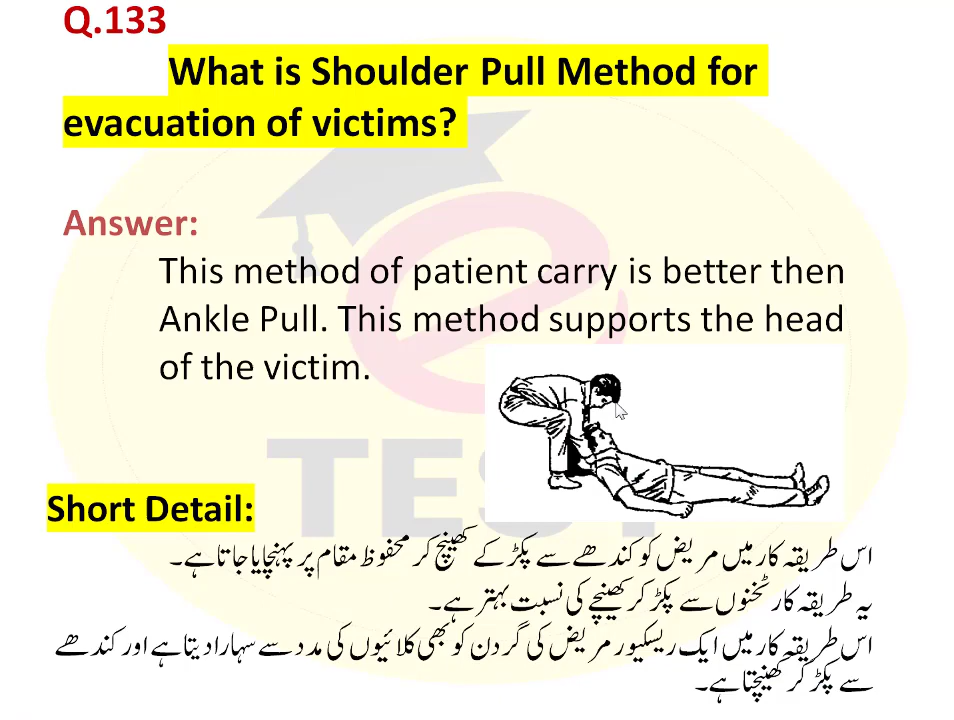 Q.133
What is Shoulder Pull Method for
evacuation of victims?
Answer:
This method of patient carry is better then
Ankle Pull. This method supports the head
of the victim.
e
TEST
Short Detail:
اس طریقہ کار میں مریض کو کندھے سے پکڑ کے کھینچ کر محفوظ مقام پر پہنچایا جاتا ہے۔
یہ طریقہ کار ٹخنوں سے پکڑ کر کھینچے کی نسبت بہتر ہے۔
اس طریقہ کار میں ایک ریسکیور مریض کی گردن کو بھی کلائیوں کی مدد سے سہارا دیتا ہے اور کندھے
سے پکڑ کر کھینچتا ہے۔